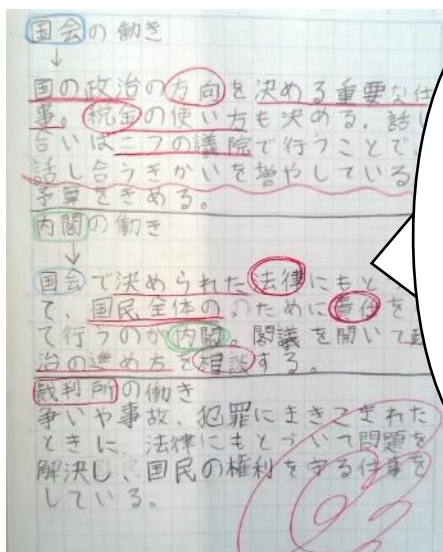 国会の働き
↓
国の政治の方向を決める重要な仕
事。税金の使い方も決める。話し
合いは二つの議院で行うことで、
話し合うきかいを増やしている
予算をきめる。
内閣の働き
↓
国会で決められた法律にもと
て、国民全体の のために責任を
て行うのが内閣。閣議を開いて政
治の進め方を相談する。
裁判所の働き
争いや事故、犯罪にまきこまれた
ときに、法律にもとづいて問題を
解決し、国民の権利を守る仕事を
している。